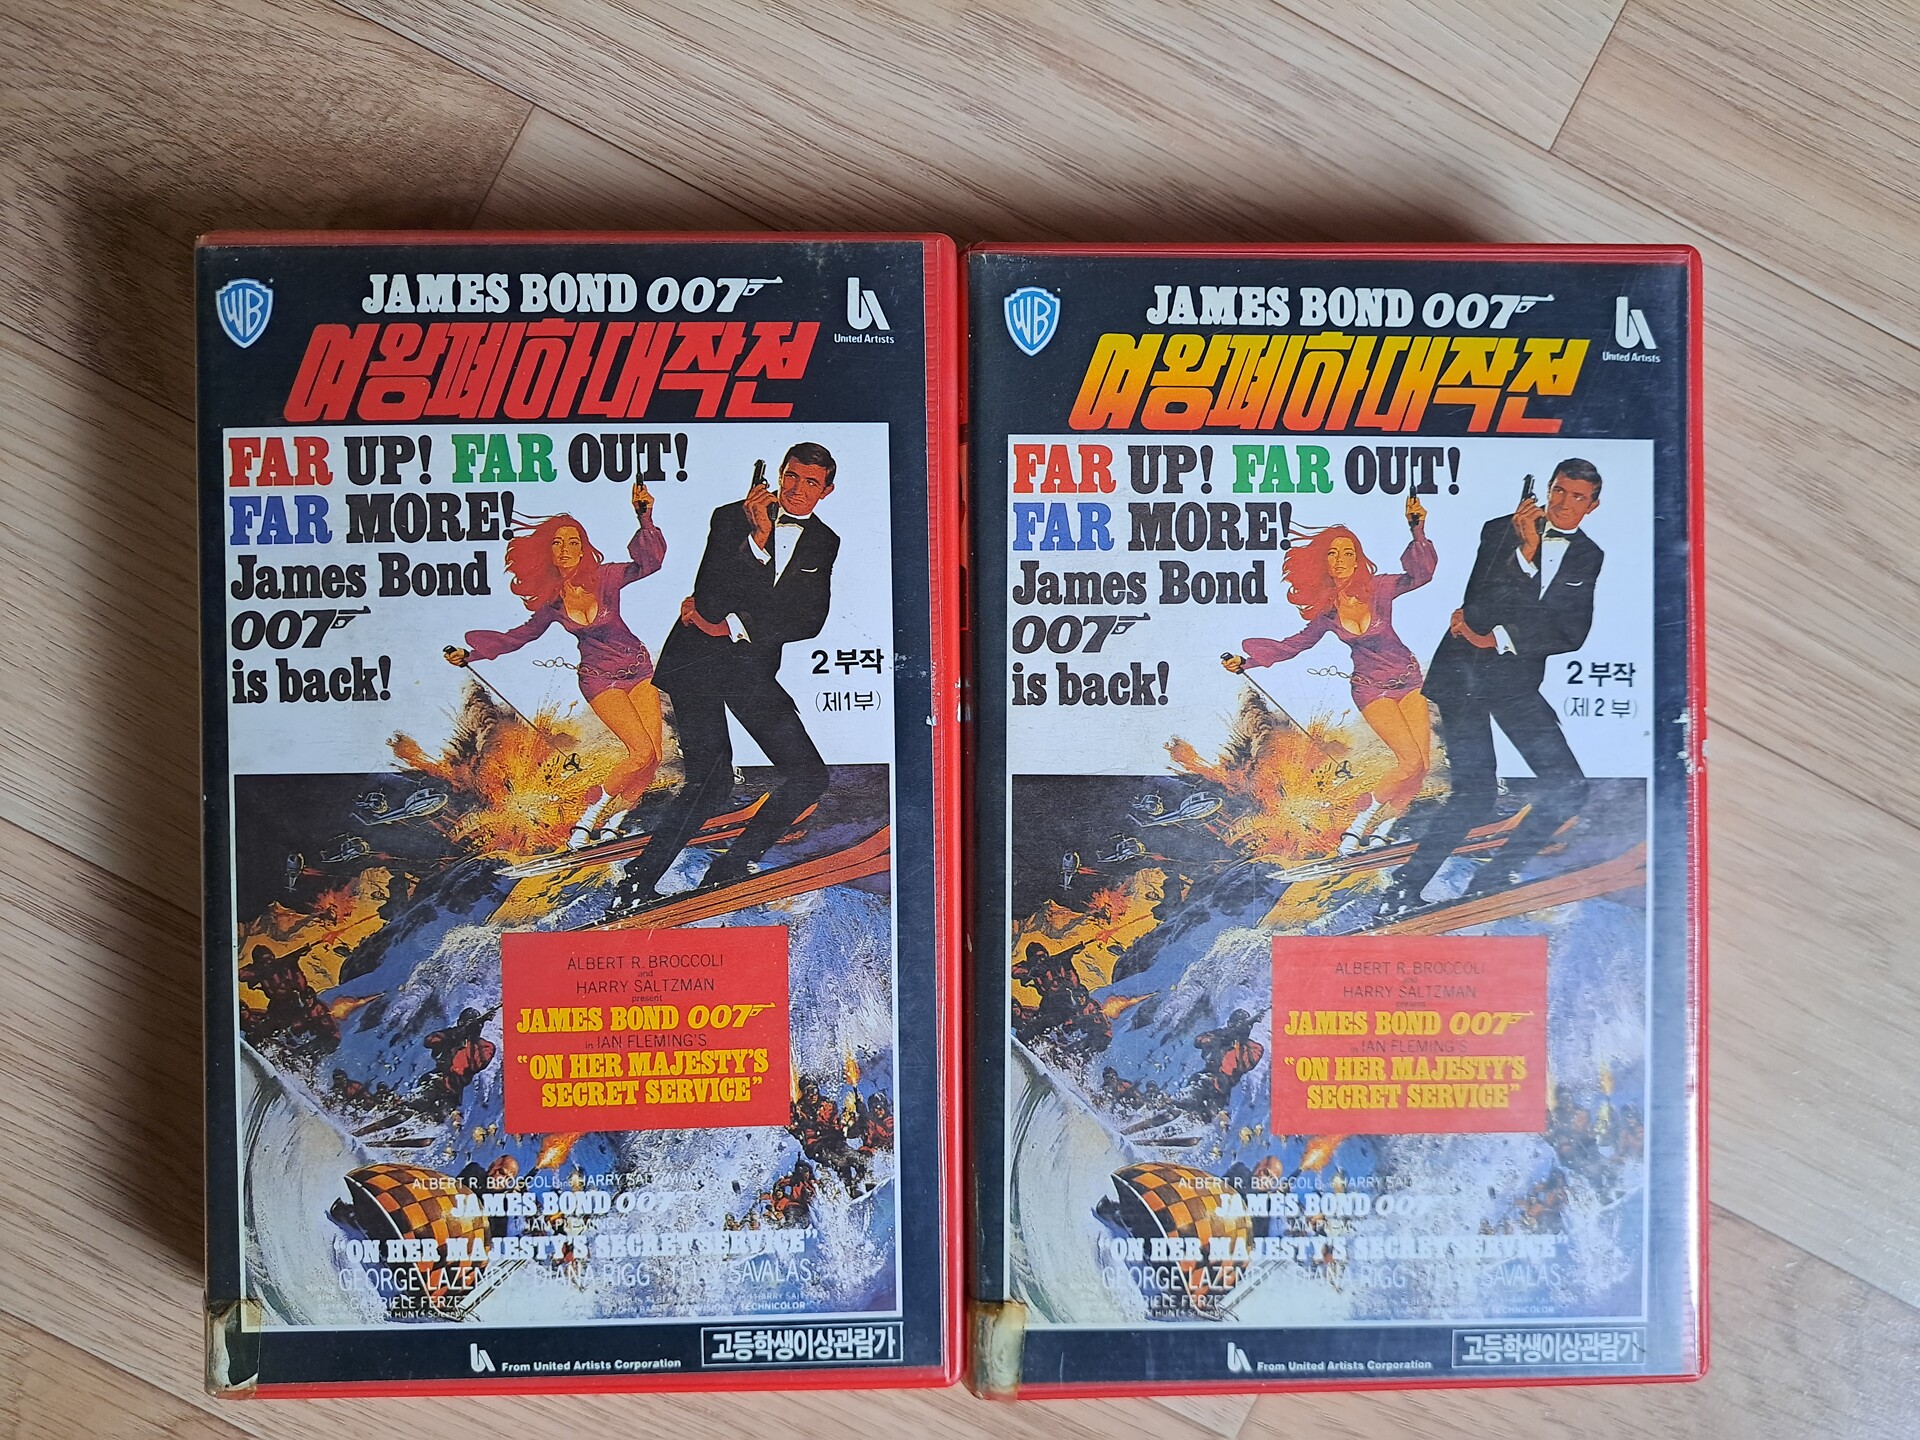 WB
JAMES BOND 007
United Artists
여왕폐하대작전
FAR UP! FAR OUT!
FAR MORE!
James Bond
007
is back!
2부작
(제1부)
ALBERT R. BROCCOLI
and
HARRY SALTZMAN
present
JAMES BOND 007
in IAN FLEMING'S
"ON HER MAJESTY'S
SECRET SERVICE"
ALBERT R. BROCCOLI and HARRY SALTZMAN
JAMES BOND 007
IAN FLEMING'S
"ON HER MAJESTY'S SECRET SERVICE"
GEORGE LAZENBY DIANA RIGG TELLY SAVALAS
TECHNICOLOR
From United Artists Corporation
고등학생이상관람가
WB
JAMES BOND 007
United Artists
여왕폐하대작전
FAR UP! FAR OUT!
FAR MORE!
James Bond
007
is back!
2부작
(제2부)
ALBERT R. BROCCOLI
HARRY SALTZMAN
JAMES BOND 007
in IAN FLEMING'S
"ON HER MAJESTY'S
SECRET SERVICE"
ALBERT R. BROCCOLI HARRY SALTZMAN
JAMES BOND 007
IAN FLEMING'S
"ON HER MAJESTY'S SECRET SERVICE"
GEORGE LAZENBY DIANA RIGG TELLY SAVALAS
TECHNICOLOR
From United Artists Corporation
고등학생이상관람가